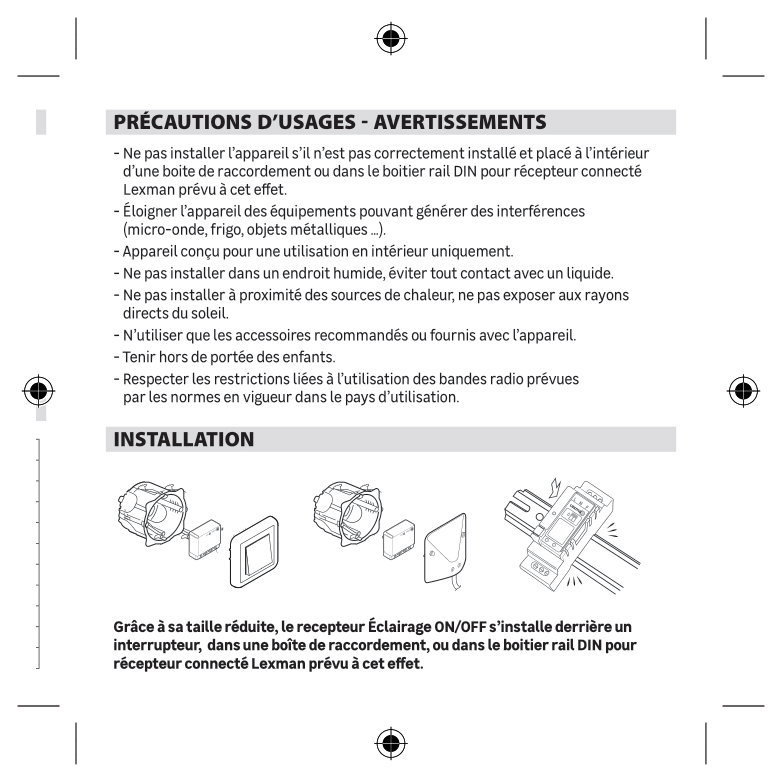 PRÉCAUTIONS D’USAGES - AVERTISSEMENTS
- Ne pas installer l’appareil s’il n’est pas correctement installé et placé à l’intérieur
d’une boite de raccordement ou dans le boitier rail DIN pour récepteur connecté
Lexman prévu à cet effet.
- Éloigner l’appareil des équipements pouvant générer des interférences
(micro-onde, frigo, objets métalliques ...).
- Appareil conçu pour une utilisation en intérieur uniquement.
- Ne pas installer dans un endroit humide, éviter tout contact avec un liquide.
- Ne pas installer à proximité des sources de chaleur, ne pas exposer aux rayons
directs du soleil.
- N’utiliser que les accessoires recommandés ou fournis avec l’appareil.
- Tenir hors de portée des enfants.
- Respecter les restrictions liées à l’utilisation des bandes radio prévues
par les normes en vigueur dans le pays d’utilisation.
INSTALLATION
Grâce à sa taille réduite, le recepteur Éclairage ON/OFF s’installe derrière un
interrupteur, dans une boîte de raccordement, ou dans le boitier rail DIN pour
récepteur connecté Lexman prévu à cet effet.